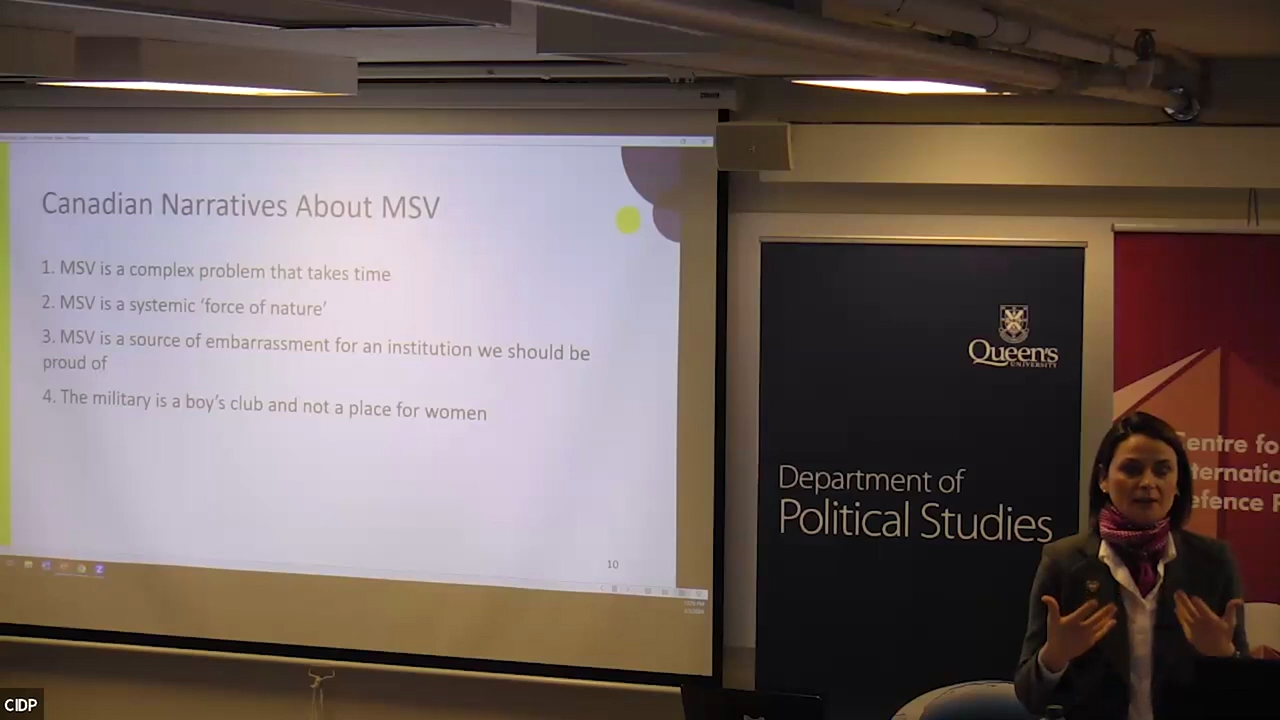 Canadian Narratives About MSV
1. MSV is a complex problem that takes time
2. MSV is a systemic ‘force of nature’
3. MSV is a source of embarrassment for an institution we should be
proud of
4. The military is a boy’s club and not a place for women
10
Queen's
UNIVERSITY
Department of
Political Studies
entre fo
ternatio
efence P
CIDP